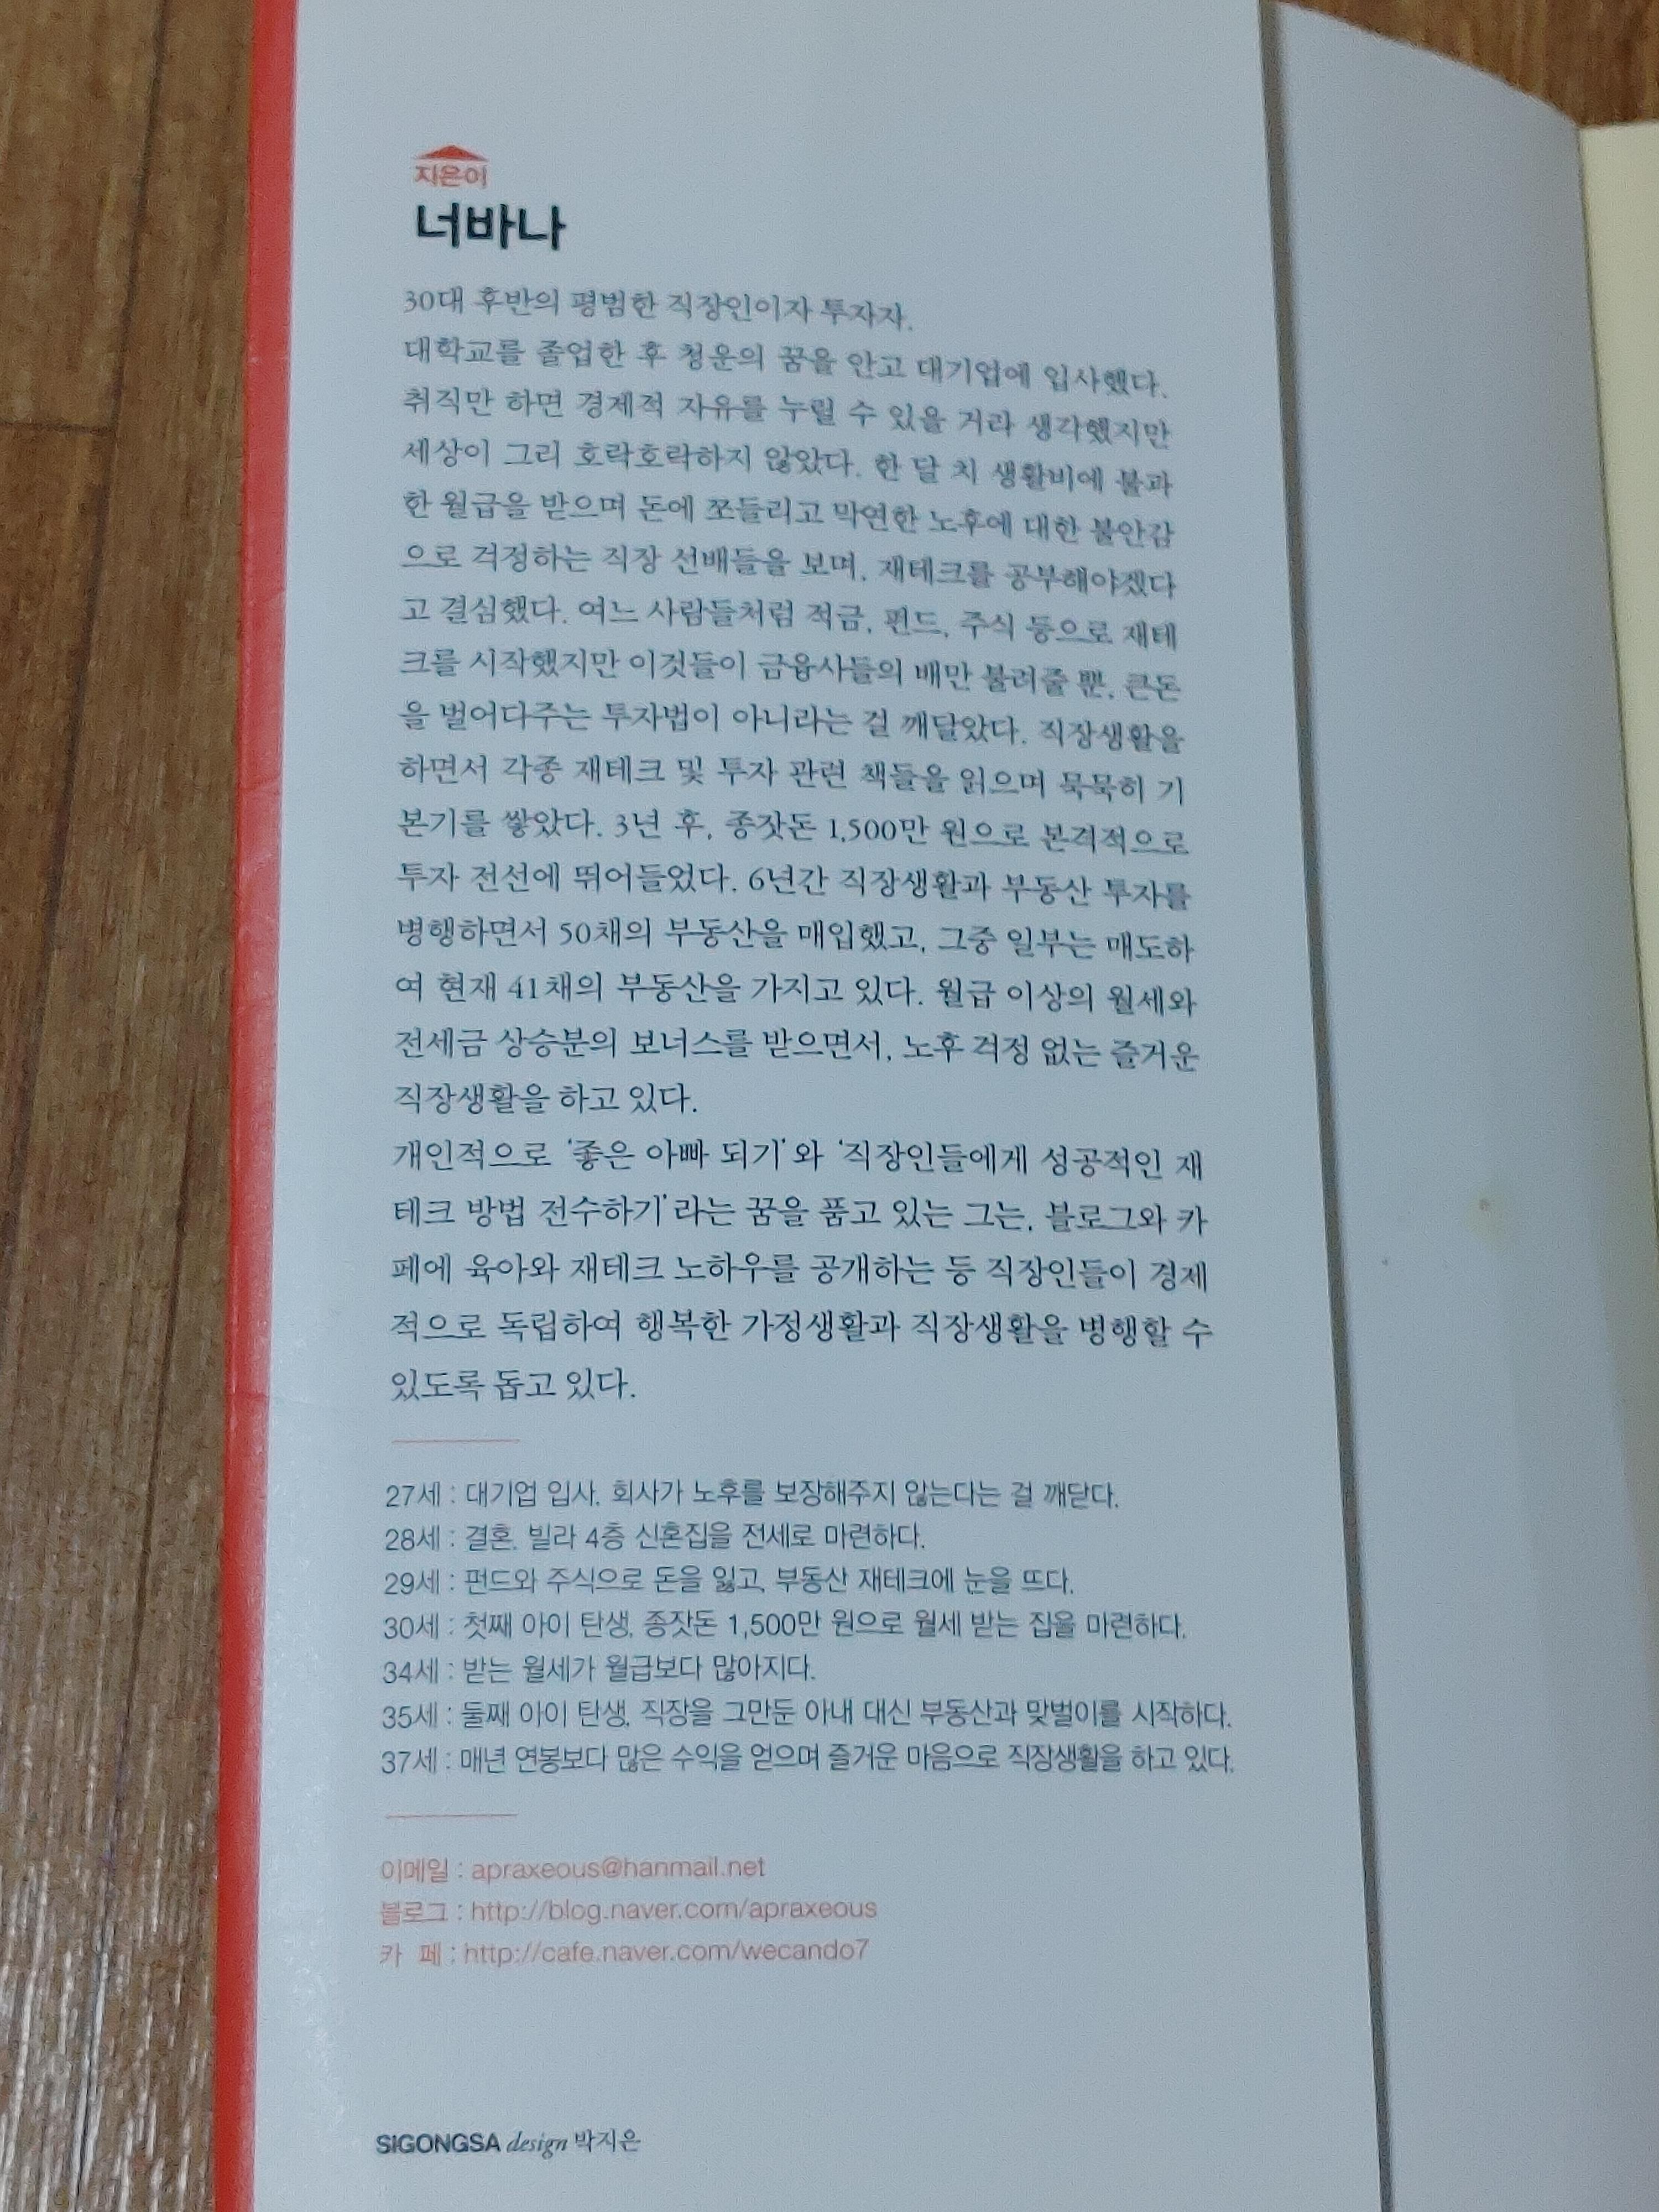 지은이
너바나
30대 후반의 평범한 직장인이자 투자자.
대학교를 졸업한 후 청운의 꿈을 안고 대기업에 입사했다.
취직만 하면 경제적 자유를 누릴 수 있을 거라 생각했지만
세상이 그리 호락호락하지 않았다. 한 달 치 생활비에 불과
한 월급을 받으며 돈에 쪼들리고 막연한 노후에 대한 불안감
으로 걱정하는 직장 선배들을 보며, 재테크를 공부해야겠다
고 결심했다. 여느 사람들처럼 적금, 펀드, 주식 등으로 재테
크를 시작했지만 이것들이 금융사들의 배만 불려줄 뿐, 큰돈
을 벌어다주는 투자법이 아니라는 걸 깨달았다. 직장생활을
하면서 각종 재테크 및 투자 관련 책들을 읽으며 묵묵히 기
본기를 쌓았다. 3년 후, 종잣돈 1,500만 원으로 본격적으로
투자 전선에 뛰어들었다. 6년간 직장생활과 부동산 투자를
병행하면서 50채의 부동산을 매입했고, 그중 일부는 매도하
여 현재 41채의 부동산을 가지고 있다. 월급 이상의 월세와
전세금 상승분의 보너스를 받으면서, 노후 걱정 없는 즐거운
직장생활을 하고 있다.
개인적으로 '좋은 아빠 되기'와 '직장인들에게 성공적인 재
테크 방법 전수하기'라는 꿈을 품고 있는 그는, 블로그와 카
페에 육아와 재테크 노하우를 공개하는 등 직장인들이 경제
적으로 독립하여 행복한 가정생활과 직장생활을 병행할 수
있도록 돕고 있다.
27세 : 대기업 입사. 회사가 노후를 보장해주지 않는다는 걸 깨닫다.
28세 : 결혼. 빌라 4층 신혼집을 전세로 마련하다.
29세 : 펀드와 주식으로 돈을 잃고, 부동산 재테크에 눈을 뜨다.
30세 : 첫째 아이 탄생. 종잣돈 1,500만 원으로 월세 받는 집을 마련하다.
34세 : 받는 월세가 월급보다 많아지다.
35세 : 둘째 아이 탄생. 직장을 그만둔 아내 대신 부동산과 맞벌이를 시작하다.
37세 : 매년 연봉보다 많은 수익을 얻으며 즐거운 마음으로 직장생활을 하고 있다.
이메일 : apraxeous@hanmail.net
블로그 : http://blog.naver.com/apraxeous
카 페 : http://cafe.naver.com/wecando7
SIGONGSA design 박지은